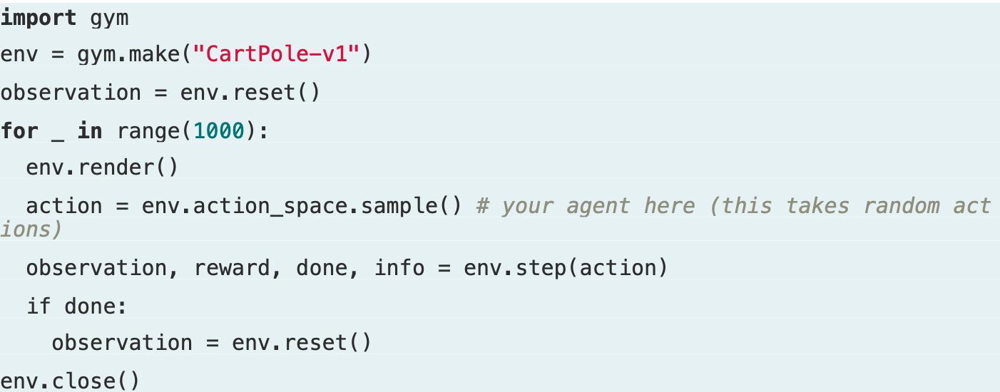 import gym
env = gym.make("CartPole-v1")
observation = env.reset()
for _ in range(1000):
  env.render()
  action = env.action_space.sample() # your agent here (this takes random act
ions)
  observation, reward, done, info = env.step(action)
  if done:
    observation = env.reset()
env.close()